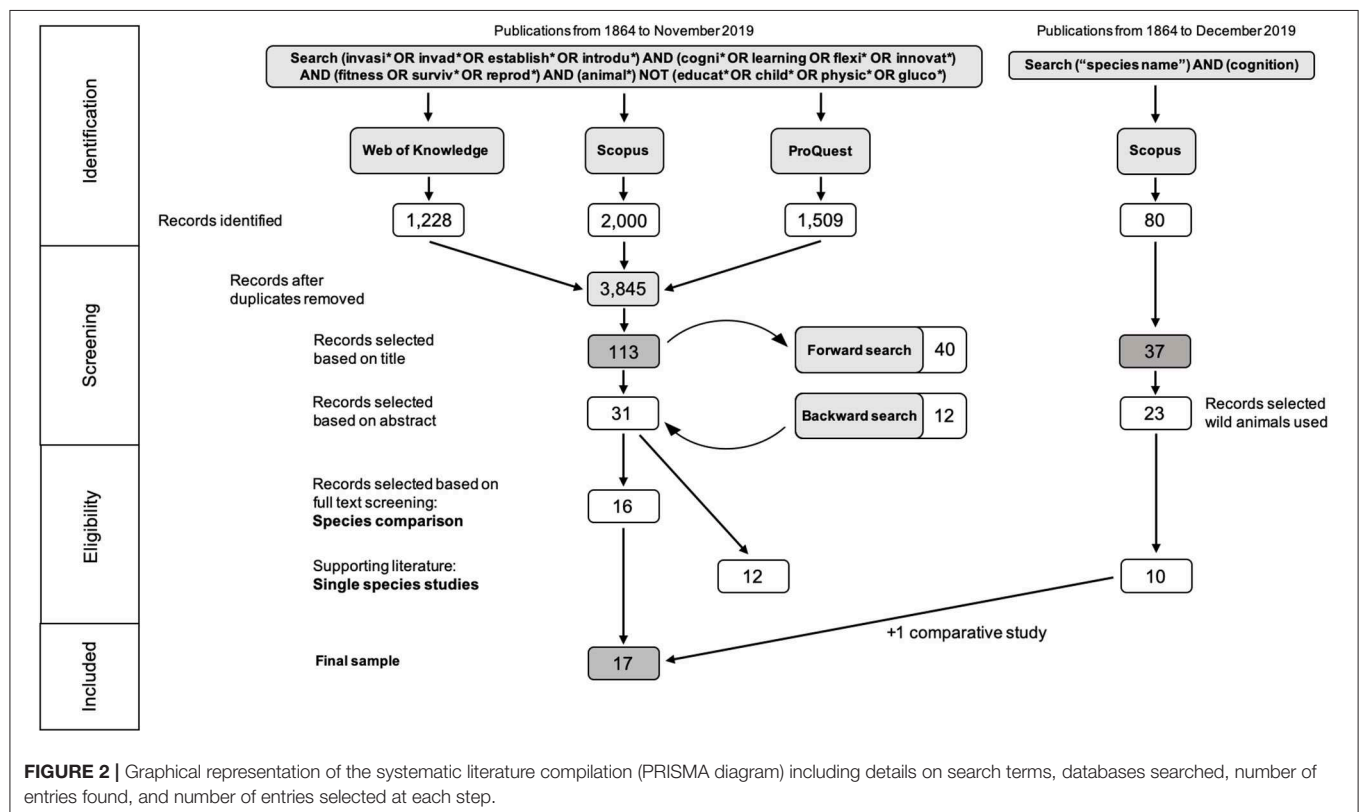 Publications from 1864 to November 2019
Publications from 1864 to December 2019
Search (invasi* OR invad* OR establish* OR introdu*) AND (cogni* OR learning OR flexi* OR innovat*)
AND (fitness OR surviv* OR reprod*) AND (animal*) NOT (educat* OR child* OR physic* OR gluco*)
Search (“species name”) AND (cognition)
Identification
Web of Knowledge
Scopus
ProQuest
Scopus
Records identified
1,228
2,000
1,509
80
Screening
Records after
duplicates removed
3,845
Records selected
based on title
113
Forward search
40
37
Records selected
based on abstract
31
Backward search
12
23
Records selected
wild animals used
Eligibility
Records selected based on
full text screening:
Species comparison
16
Supporting literature:
Single species studies
12
10
+1 comparative study
Included
Final sample
17
FIGURE 2 | Graphical representation of the systematic literature compilation (PRISMA diagram) including details on search terms, databases searched, number of
entries found, and number of entries selected at each step.